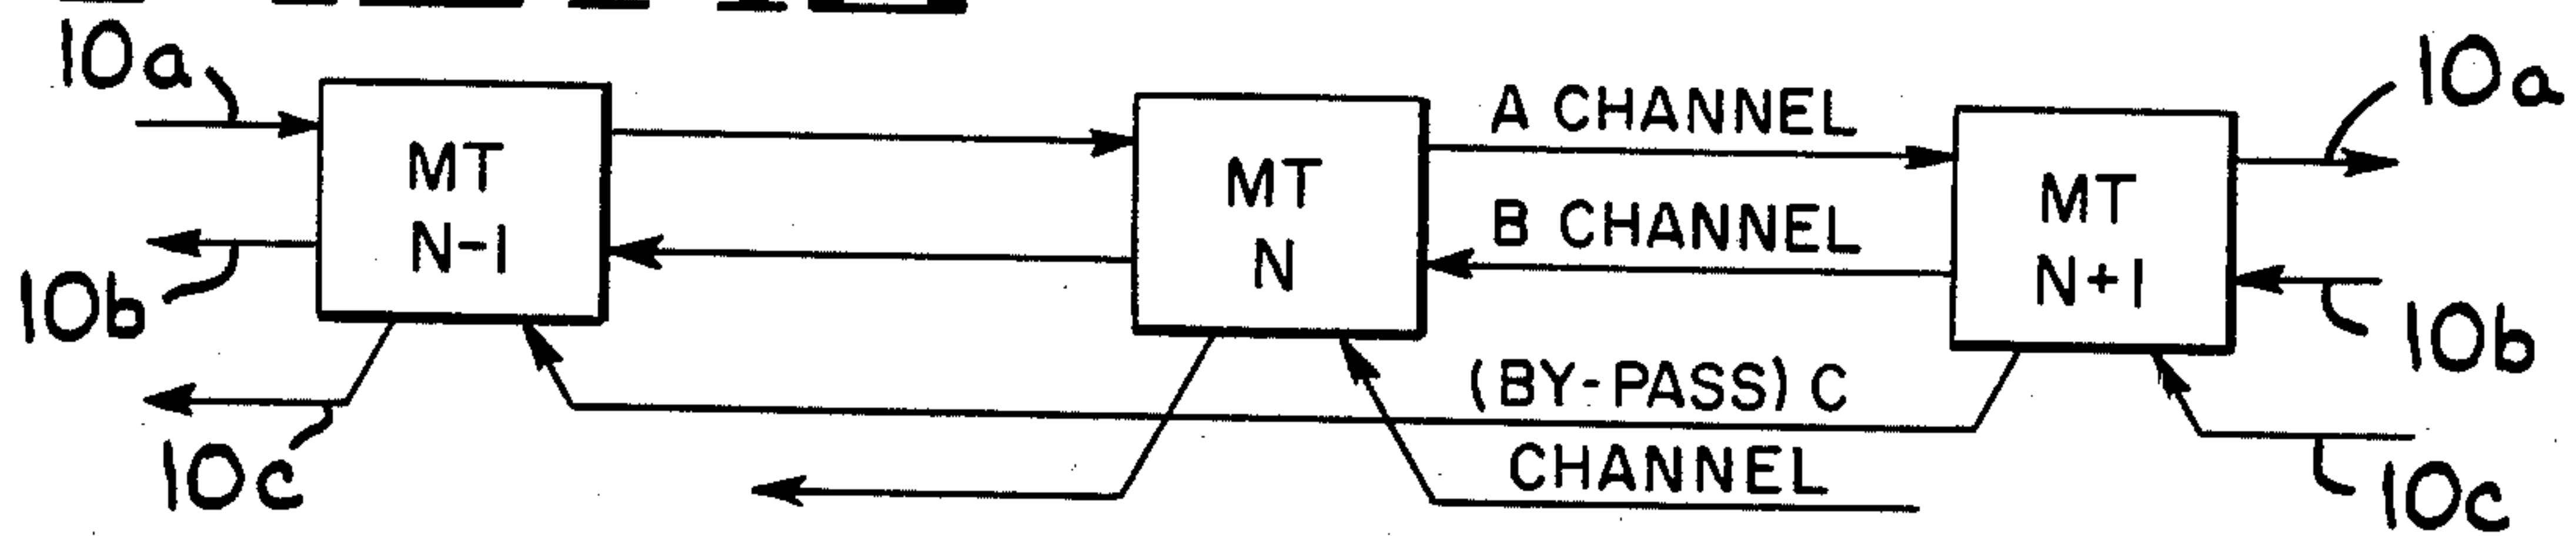 10a
MT
N-1
10b
10c
MT
N
A CHANNEL
B CHANNEL
(BY-PASS) C
CHANNEL
MT
N+1
10a
10b
10c